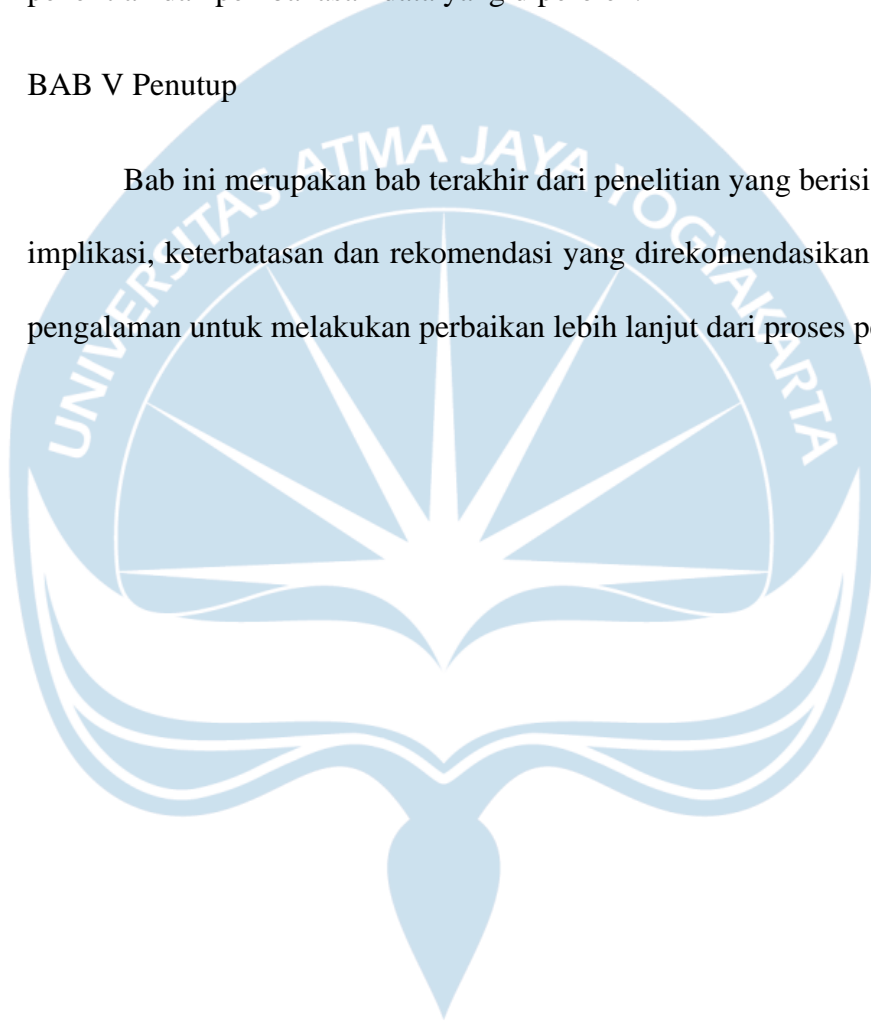 BAB V Penutup
UNIVERSITAS ATMA JAYA YOGYAKARTA
Bab ini merupakan bab terakhir dari penelitian yang berisi
implikasi, keterbatasan dan rekomendasi yang direkomendasikan
pengalaman untuk melakukan perbaikan lebih lanjut dari proses